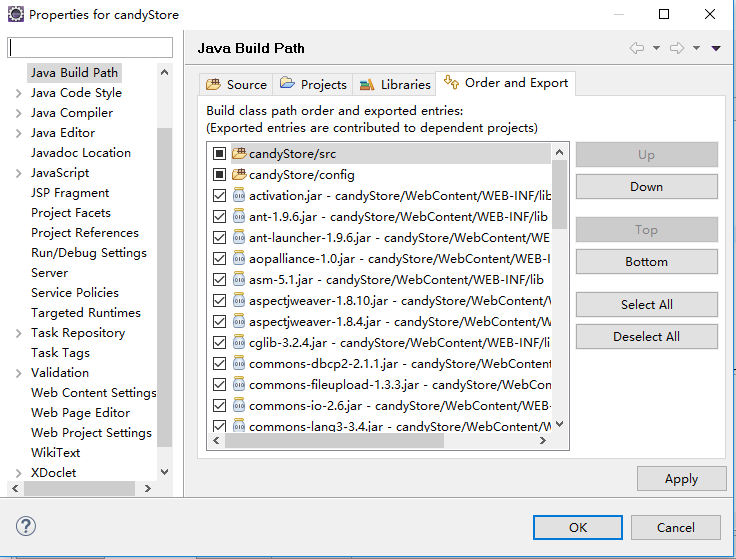 Properties for candyStore
Java Build Path
Java Code Style
Java Compiler
Java Editor
Javadoc Location
JavaScript
JSP Fragment
Project Facets
Project References
Run/Debug Settings
Server
Service Policies
Targeted Runtimes
Task Repository
Task Tags
Validation
Web Content Settings
Web Page Editor
Web Project Settings
WikiText
XDoclet
Java Build Path
Source
Projects
Libraries
Order and Export
Build class path order and exported entries:
(Exported entries are contributed to dependent projects)
candyStore/src
candyStore/config
activation.jar - candyStore/WebContent/WEB-INF/lib
ant-1.9.6.jar - candyStore/WebContent/WEB-INF/lib
ant-launcher-1.9.6.jar - candyStore/WebContent/WE
aopalliance-1.0.jar - candyStore/WebContent/WEB-I
asm-5.1.jar - candyStore/WebContent/WEB-INF/lib
aspectjweaver-1.8.10.jar - candyStore/WebContent/
aspectjweaver-1.8.4.jar - candyStore/WebContent/W
cglib-3.2.4.jar - candyStore/WebContent/WEB-INF/l
commons-dbcp2-2.1.1.jar - candyStore/WebConten
commons-fileupload-1.3.3.jar - candyStore/WebCon
commons-io-2.6.jar - candyStore/WebContent/WEB-
commons-lang3-3.4.jar - candyStore/WebContent/W
Up
Down
Top
Bottom
Select All
Deselect All
Apply
OK
Cancel